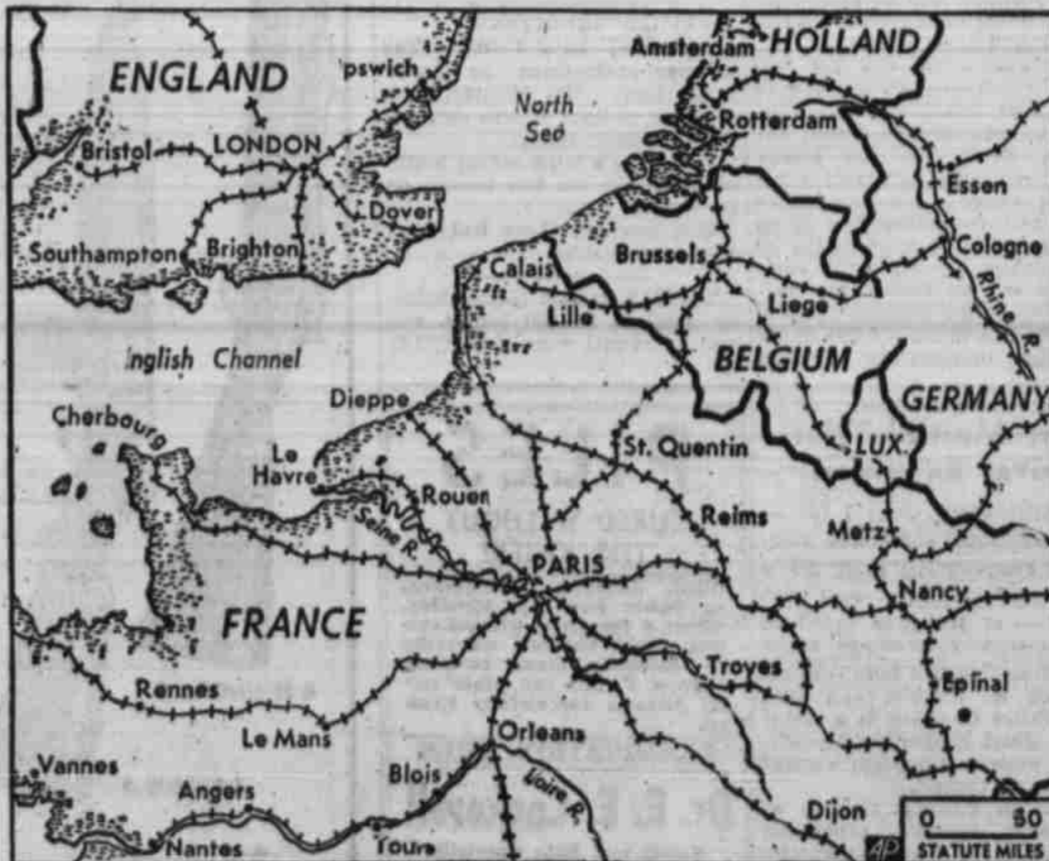 HOLLAND
Amsterdam
ENGLAND
pswich
North
Sea
Rotterdam
Bristol
LONDON
Essen
Dover
Southampton
Brighton
Brussels
Cologne
Calais
Lille
Liege
Rhine R.
English Channel
BELGIUM
Dieppe
GERMANY
Cherbourg
St. Quentin
LUX.
Le
Havre
Rouen
Seine R.
Reims
Metz
PARIS
Nancy
FRANCE
Troyes
Epinal
Rennes
Le Mans
Orleans
Vannes
Blois
Angers
Loire R.
Dijon
Nantes
Tours
AP
0 50
STATUTE MILES